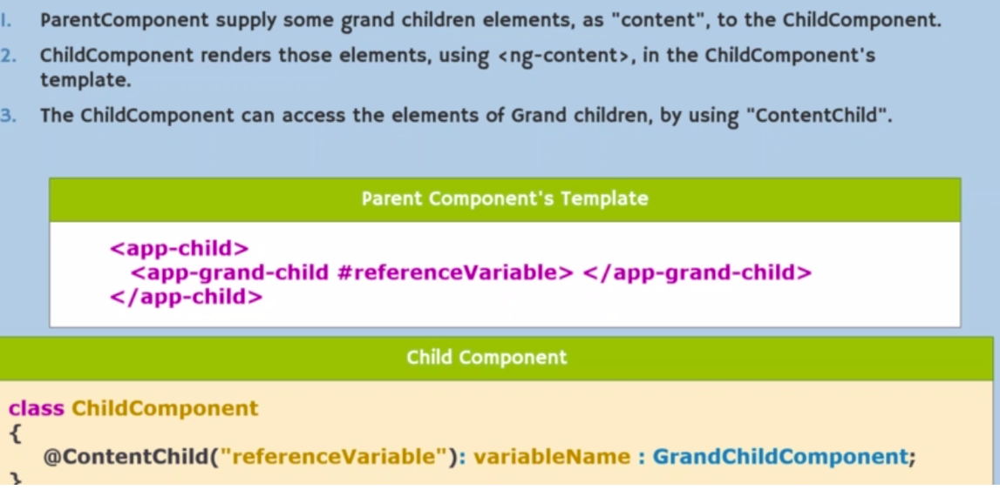 1. ParentComponent supply some grand children elements, as "content", to the ChildComponent.
2. ChildComponent renders those elements, using <ng-content>, in the ChildComponent's
template.
3. The ChildComponent can access the elements of Grand children, by using "ContentChild".
Parent Component's Template
<app-child>
<app-grand-child #referenceVariable> </app-grand-child>
</app-child>
Child Component
class ChildComponent
{
@ContentChild("referenceVariable"): variableName : GrandChildComponent;
}